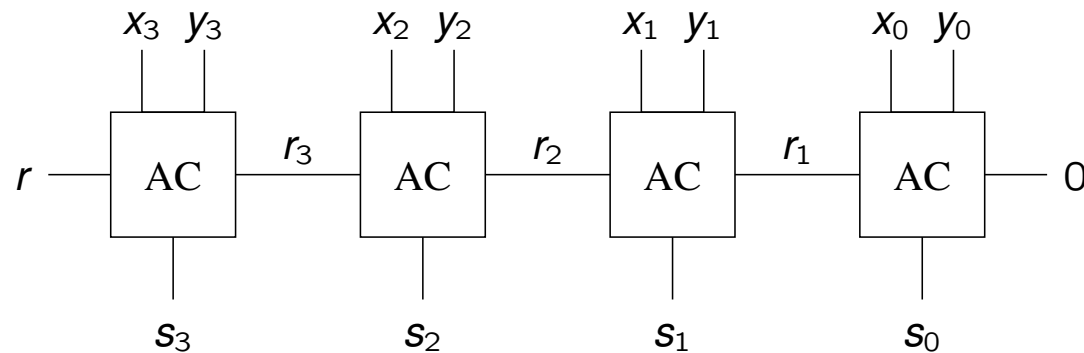 x₃ y₃ x₂ y₂ x₁ y₁ x₀ y₀
r₃ r₂ r₁
r AC AC AC AC 0
s₃ s₂ s₁ s₀